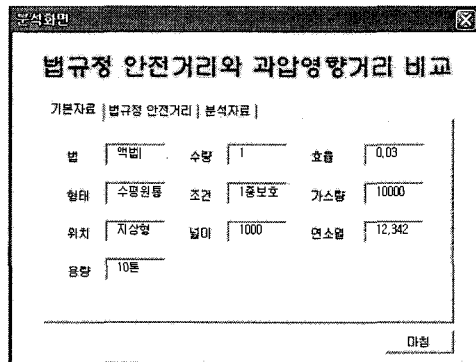 분석화면
법규정 안전거리와 과압영향거리 비교
기본자료 | 법규정 안전거리 | 분석자료 |
법 액법 수량 1 효율 0,03
형태 수평원통 조건 1종보호 가스량 10000
위치 지상형 넓이 1000 연소열 12,342
용량 10톤
마침